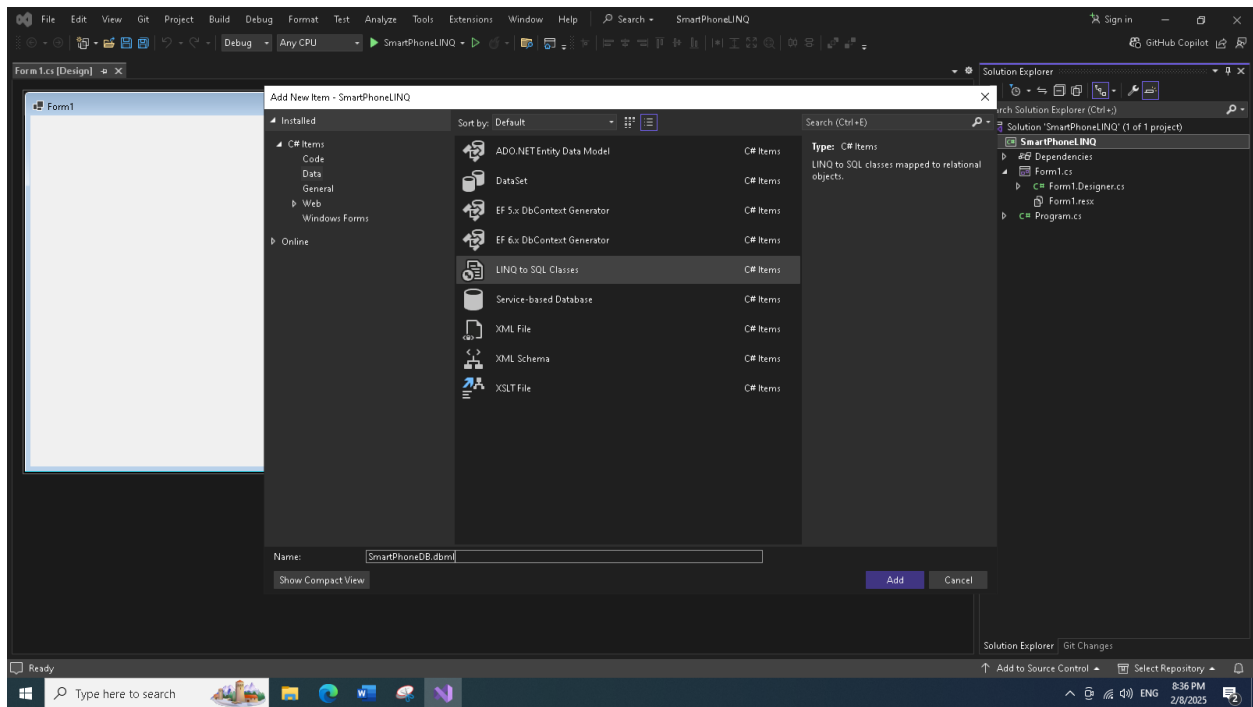 File Edit View Git Project Build Debug Format Test Analyze Tools Extensions Window Help Search SmartPhoneLINQ Sign in
Debug Any CPU SmartPhoneLINQ GitHub Copilot
Form1.cs [Design]
Solution Explorer
Form1
Add New Item - SmartPhoneLINQ
Installed
Sort by: Default
Search (Ctrl+E)
C# Items
Code
Data
General
Web
Windows Forms
Online
ADO.NET Entity Data Model C# Items
DataSet C# Items
EF 5.x DbContext Generator C# Items
EF 6.x DbContext Generator C# Items
LINQ to SQL Classes C# Items
Service-based Database C# Items
XML File C# Items
XML Schema C# Items
XSLT File C# Items
Type: C# Items
LINQ to SQL classes mapped to relational
objects.
Name: SmartPhoneDB.dbml
Show Compact View
Add Cancel
Search Solution Explorer (Ctrl+;)
Solution 'SmartPhoneLINQ' (1 of 1 project)
SmartPhoneLINQ
Dependencies
Form1.cs
C# Form1.Designer.cs
Form1.resx
C# Program.cs
Solution Explorer Git Changes
Ready
Add to Source Control Select Repository
Type here to search
ENG
8:36 PM
2/8/2025
2